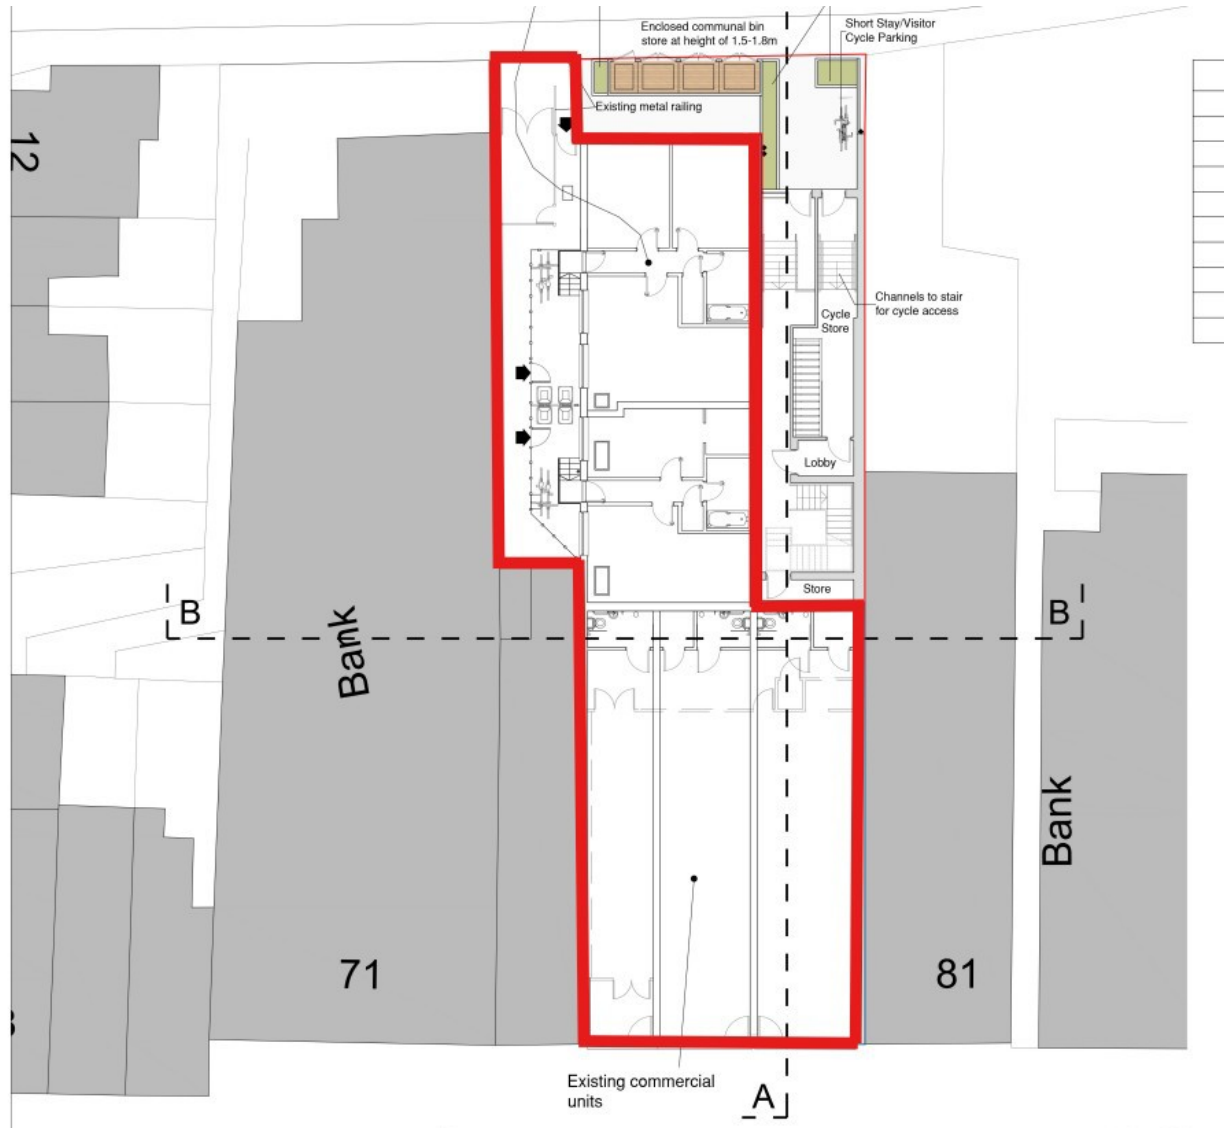 Enclosed communal bin
store at height of 1.5-1.8m
Short Stay/Visitor
Cycle Parking
Existing metal railing
12
Channels to stair
for cycle access
Cycle
Store
Lobby
Store
B
B
Bank
Bank
71
81
Existing commercial
units
A